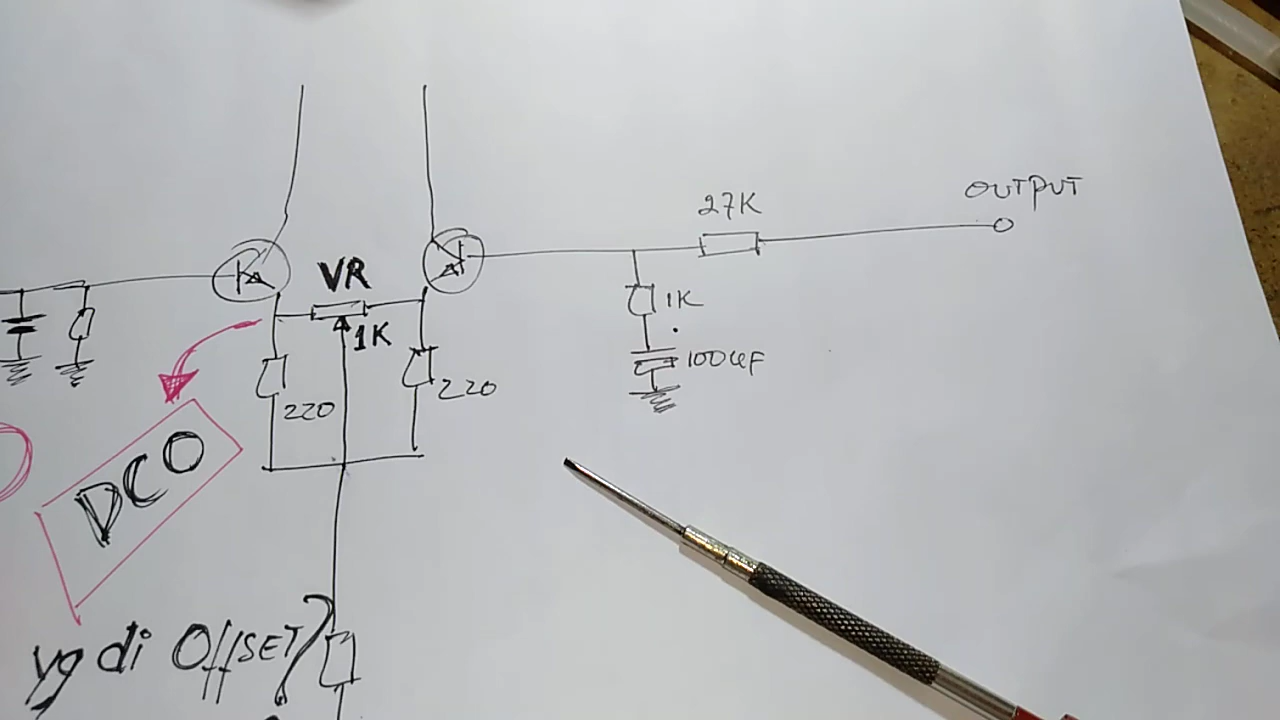 OUTPUT
27K
VR
1K
1K
100uF
220
220
DCO
yg di OffSET?